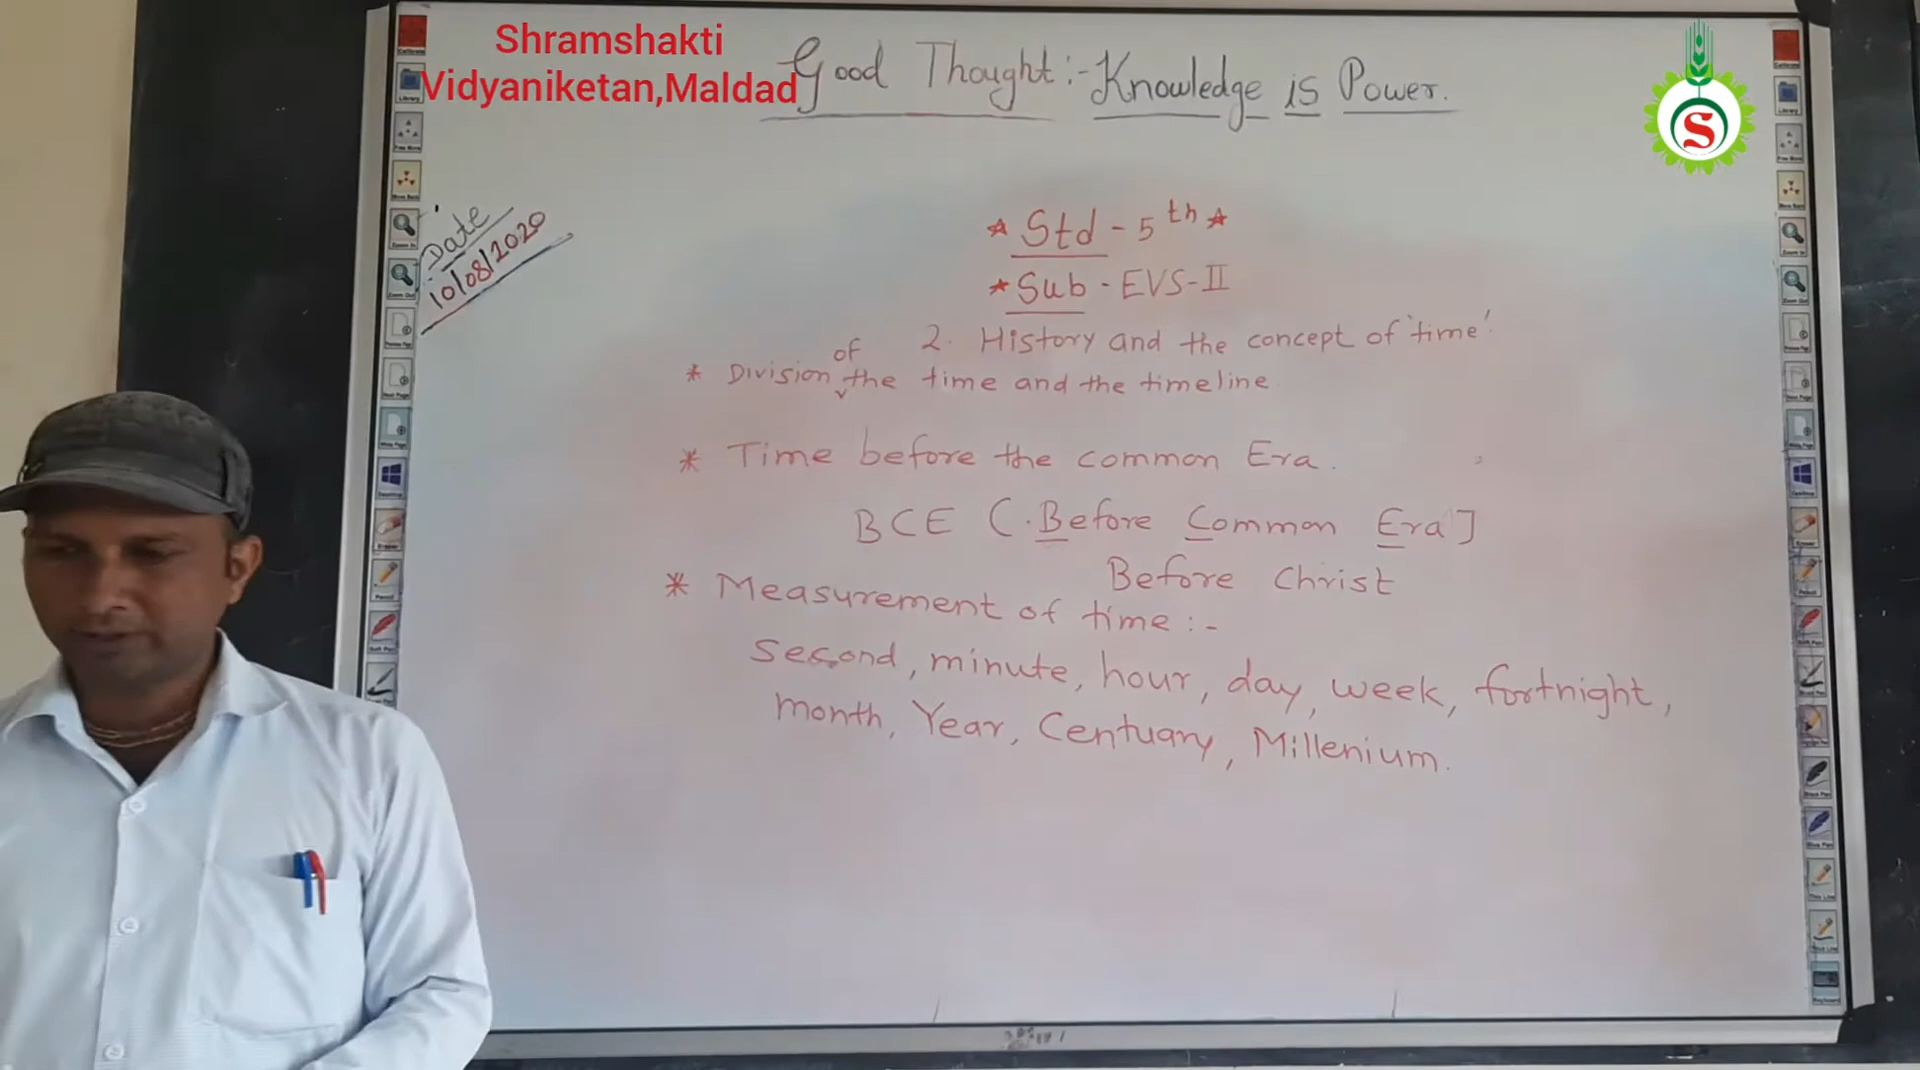 Shramshakti
Vidyaniketan,Maldad
Good Thought:- Knowledge is Power.
S
Date
10/08/2020
* Std - 5th *
* Sub - EVS-II
2. History and the concept of 'time'.
* Division of the time and the timeline
* Time before the common Era.
BCE (Before Common Era]
Before Christ
* Measurement of time :-
Second, minute, hour, day, week, fortnight,
month, Year, Centuary, Millenium.